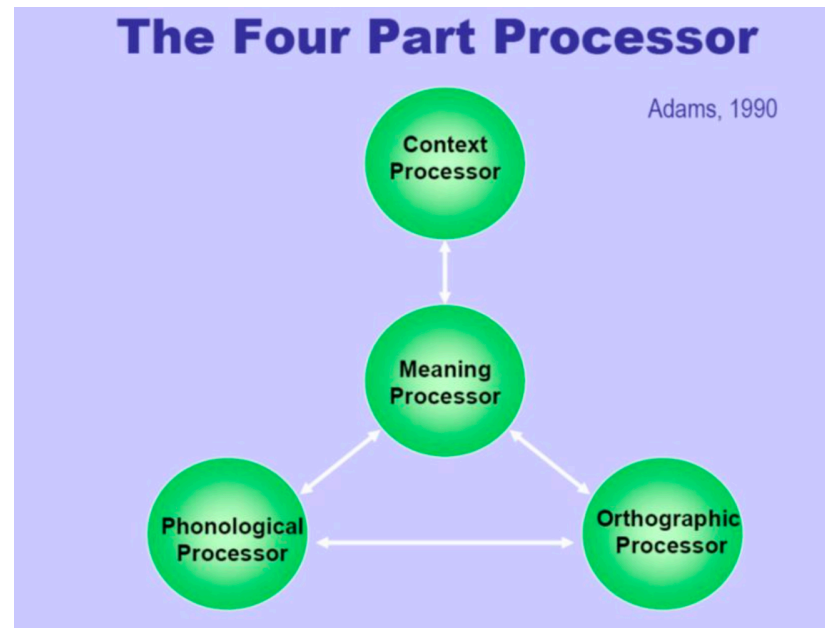 The Four Part Processor
Adams, 1990
Context
Processor
Meaning
Processor
Phonological
Processor
Orthographic
Processor